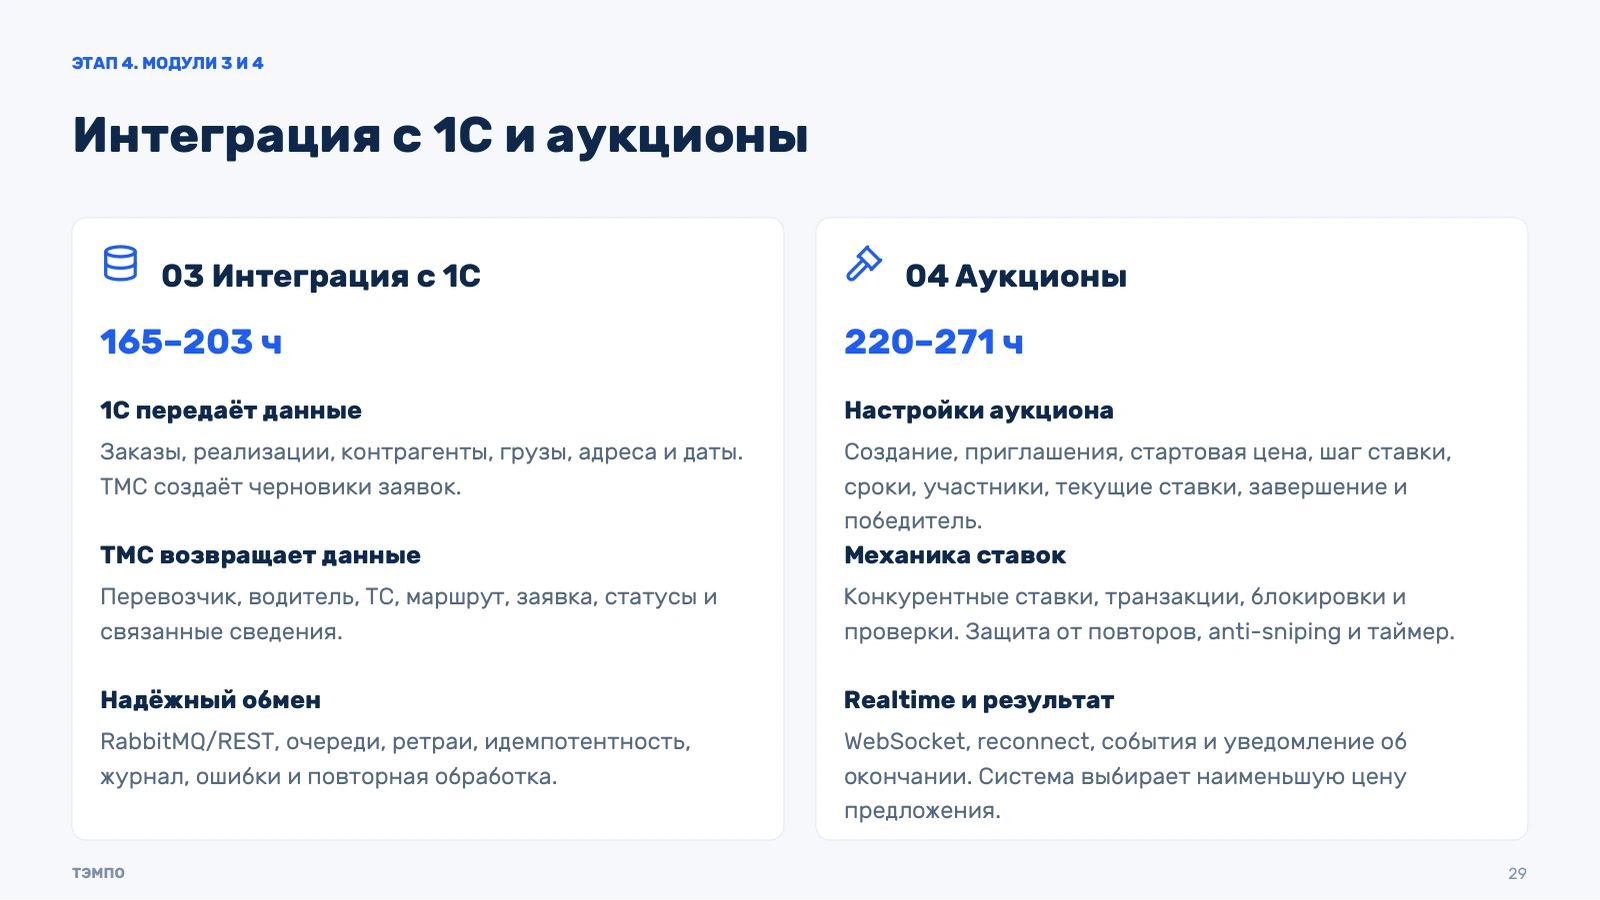 ЭТАП 4. МОДУЛИ 3 И 4
Интеграция с 1С и аукционы
03 Интеграция с 1С
165–203 ч
1С передаёт данные
Заказы, реализации, контрагенты, грузы, адреса и даты.
ТМС создаёт черновики заявок.
ТМС возвращает данные
Перевозчик, водитель, ТС, маршрут, заявка, статусы и
связанные сведения.
Надёжный обмен
RabbitMQ/REST, очереди, ретраи, идемпотентность,
журнал, ошибки и повторная обработка.
04 Аукционы
220–271 ч
Настройки аукциона
Создание, приглашения, стартовая цена, шаг ставки,
сроки, участники, текущие ставки, завершение и
победитель.
Механика ставок
Конкурентные ставки, транзакции, блокировки и
проверки. Защита от повторов, anti-sniping и таймер.
Realtime и результат
WebSocket, reconnect, события и уведомление об
окончании. Система выбирает наименьшую цену
предложения.
ТЭМПО
29